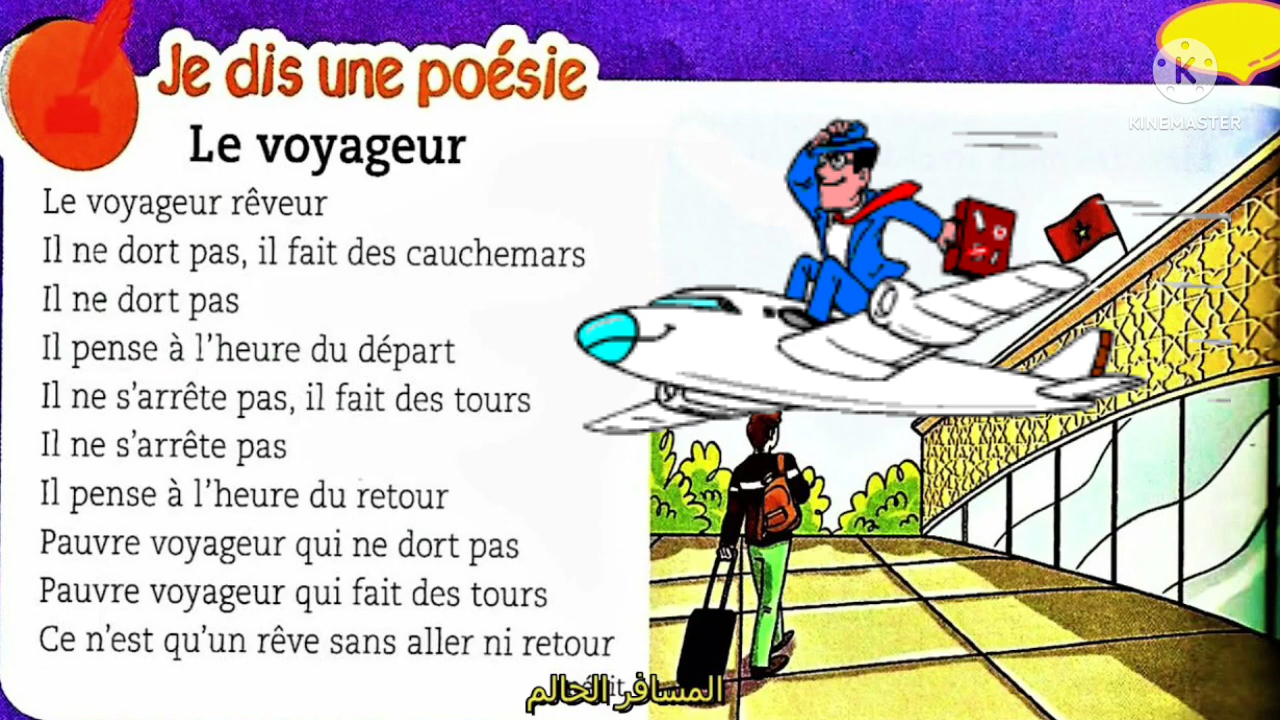 Je dis une poésie
K
KINEMASTER
Le voyageur
Le voyageur rêveur
Il ne dort pas, il fait des cauchemars
Il ne dort pas
Il pense à l'heure du départ
Il ne s'arrête pas, il fait des tours
Il ne s'arrête pas
Il pense à l'heure du retour
Pauvre voyageur qui ne dort pas
Pauvre voyageur qui fait des tours
Ce n'est qu'un rêve sans aller ni retour
المسافر الحالم